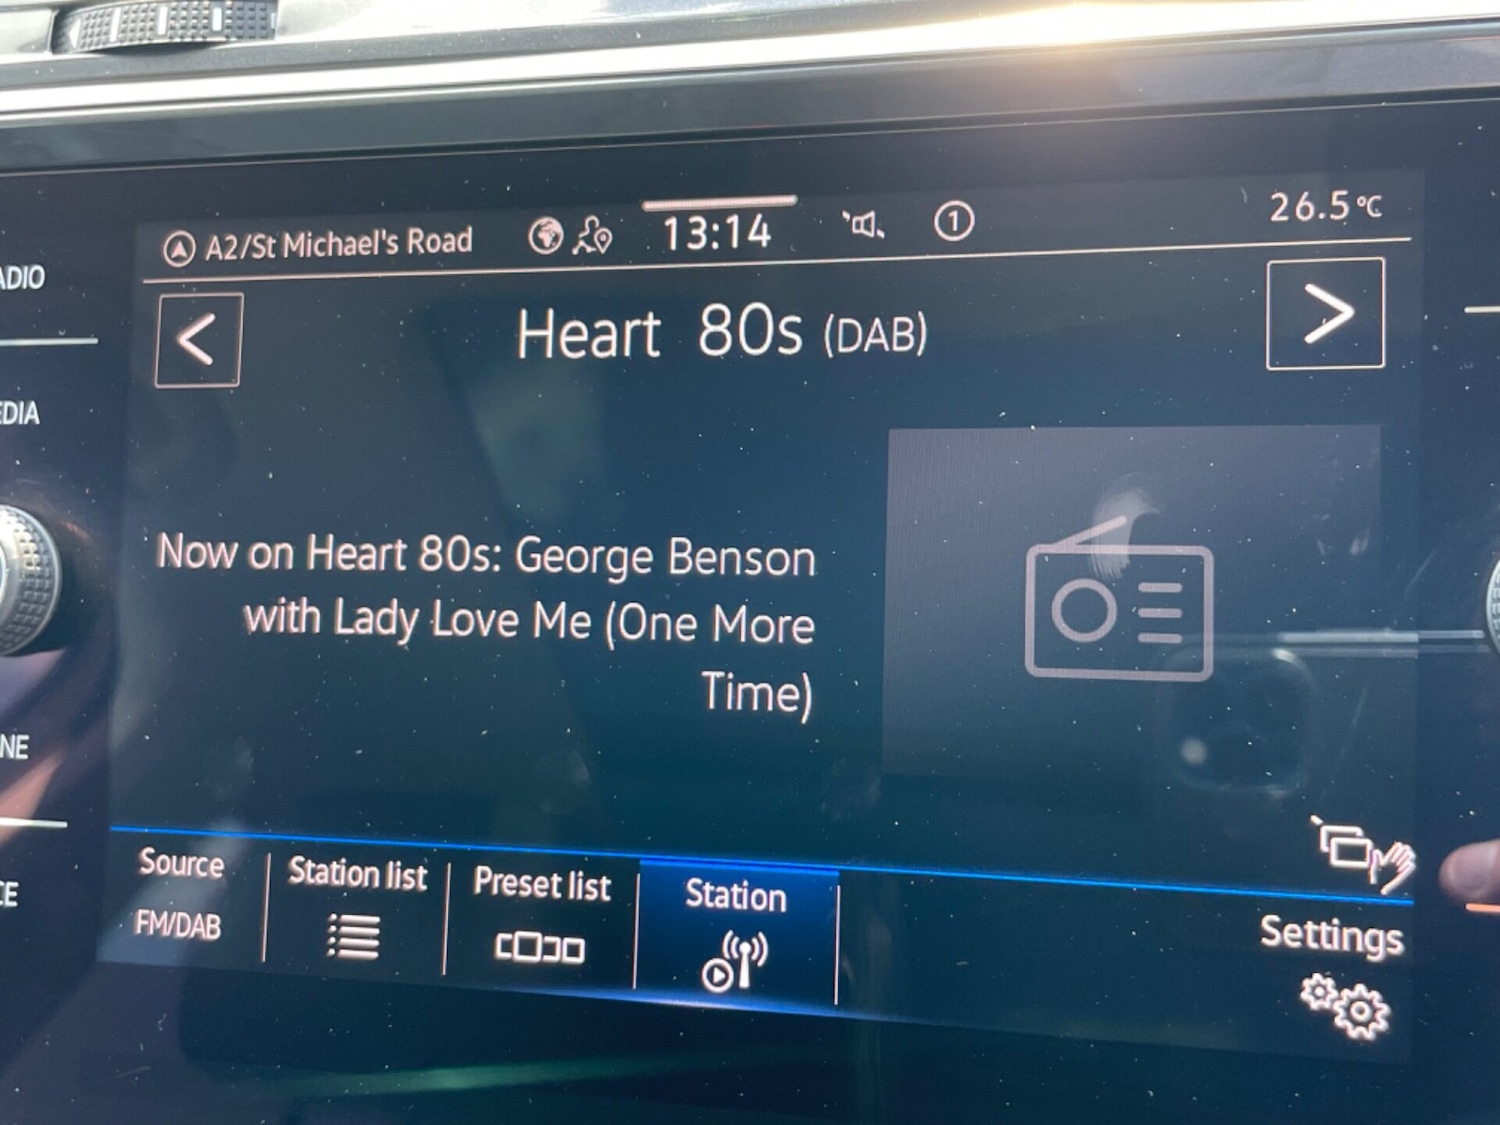 A2/St Michael's Road
13:14
1
26.5°C
Heart 80s (DAB)
Now on Heart 80s: George Benson
with Lady Love Me (One More
Time)
Source
FM/DAB
Station list
Preset list
Station
Settings
ADIO
EDIA
NE
CE